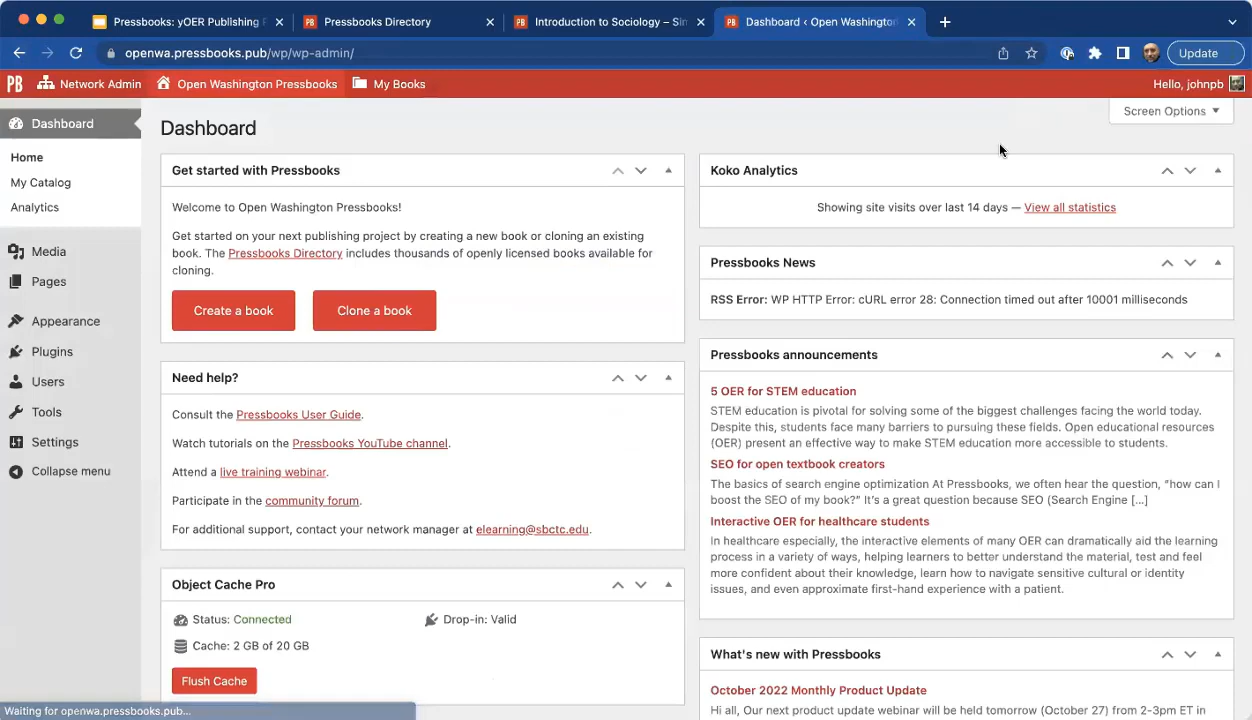 Pressbooks: yOER Publishing
Pressbooks Directory
Introduction to Sociology – Sin
Dashboard ‹ Open Washington
openwa.pressbooks.pub/wp/wp-admin/
Update
PB
Network Admin
Open Washington Pressbooks
My Books
Hello, johnpb
Dashboard
Home
My Catalog
Analytics
Media
Pages
Appearance
Plugins
Users
Tools
Settings
Collapse menu
Screen Options
Dashboard
Get started with Pressbooks
Welcome to Open Washington Pressbooks!
Get started on your next publishing project by creating a new book or cloning an existing
book. The Pressbooks Directory includes thousands of openly licensed books available for
cloning.
Create a book
Clone a book
Need help?
Consult the Pressbooks User Guide.
Watch tutorials on the Pressbooks YouTube channel.
Attend a live training webinar.
Participate in the community forum.
For additional support, contact your network manager at elearning@sbctc.edu.
Object Cache Pro
Status: Connected
Drop-in: Valid
Cache: 2 GB of 20 GB
Flush Cache
Koko Analytics
Showing site visits over last 14 days — View all statistics
Pressbooks News
RSS Error: WP HTTP Error: cURL error 28: Connection timed out after 10001 milliseconds
Pressbooks announcements
5 OER for STEM education
STEM education is pivotal for solving some of the biggest challenges facing the world today.
Despite this, students face many barriers to pursuing these fields. Open educational resources
(OER) present an effective way to make STEM education more accessible to students.
SEO for open textbook creators
The basics of search engine optimization At Pressbooks, we often hear the question, “how can I
boost the SEO of my book?” It’s a great question because SEO (Search Engine […]
Interactive OER for healthcare students
In healthcare especially, the interactive elements of many OER can dramatically aid the learning
process in a variety of ways, helping learners to better understand the material, test and feel
more confident about their knowledge, learn how to navigate sensitive cultural or identity
issues, and even approximate first-hand experience with a patient.
What's new with Pressbooks
October 2022 Monthly Product Update
Hi all, Our next product update webinar will be held tomorrow (October 27) from 2-3pm ET in
Waiting for openwa.pressbooks.pub...